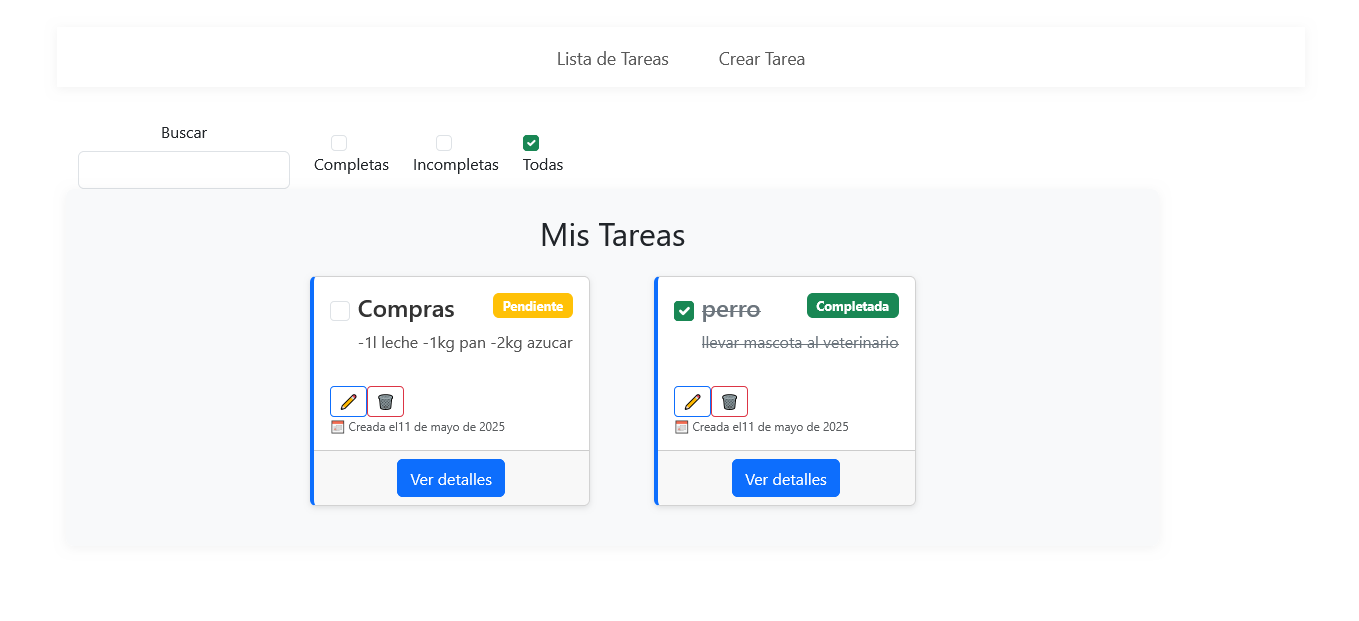 Lista de Tareas Crear Tarea
Buscar
Completas Incompletas Todas
Mis Tareas
Compras Pendiente
-1l leche -1kg pan -2kg azucar
Creada el11 de mayo de 2025
Ver detalles
perro Completada
llevar mascota al veterinario
Creada el11 de mayo de 2025
Ver detalles